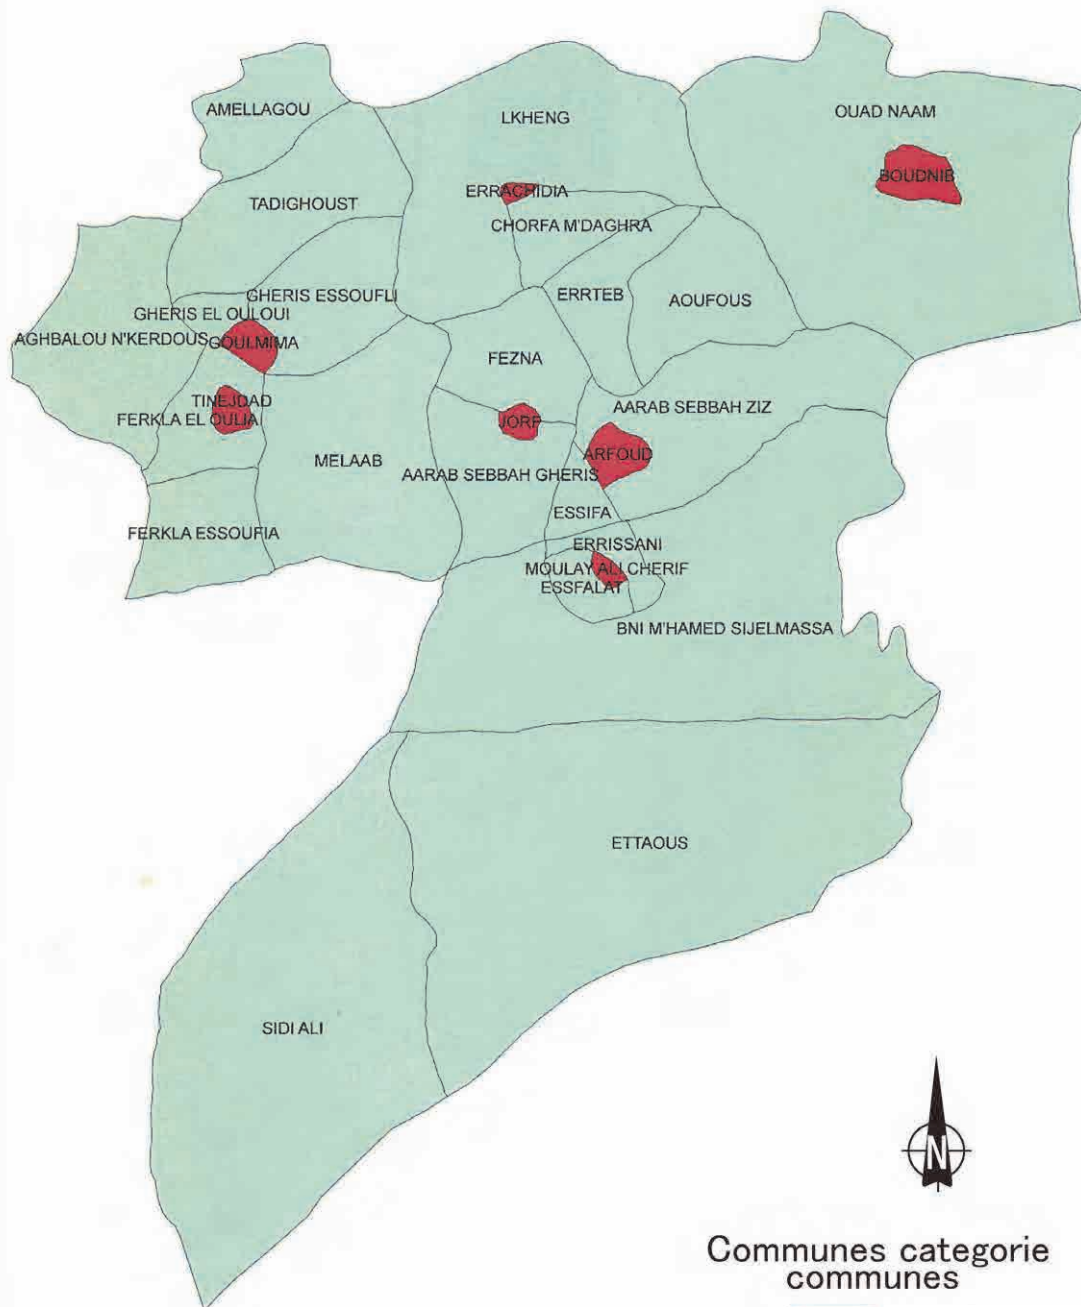 AMELLAGOU
LKHENG
OUAD NAAM
BOUDNIB
ERRACHIDIA
TADIGHOUST
CHORFA M'DAGHRA
GHERIS ESSOUFLI
ERRTEB
AOUFOUS
GHERIS EL OULOUI
AGHBALOU N'KERDOUS
GOULMIMA
FEZNA
TINEJDAD
FERKLA EL OULIA
AARAB SEBBAH ZIZ
JORF
ARFOUD
MELAAB
AARAB SEBBAH GHERIS
ESSIFA
FERKLA ESSOUFIA
ERRISSANI
MOULAY ALI CHERIF
ESSFALAT
BNI M'HAMED SIJELMASSA
ETTAOUS
SIDI ALI
N
Communes categorie
communes